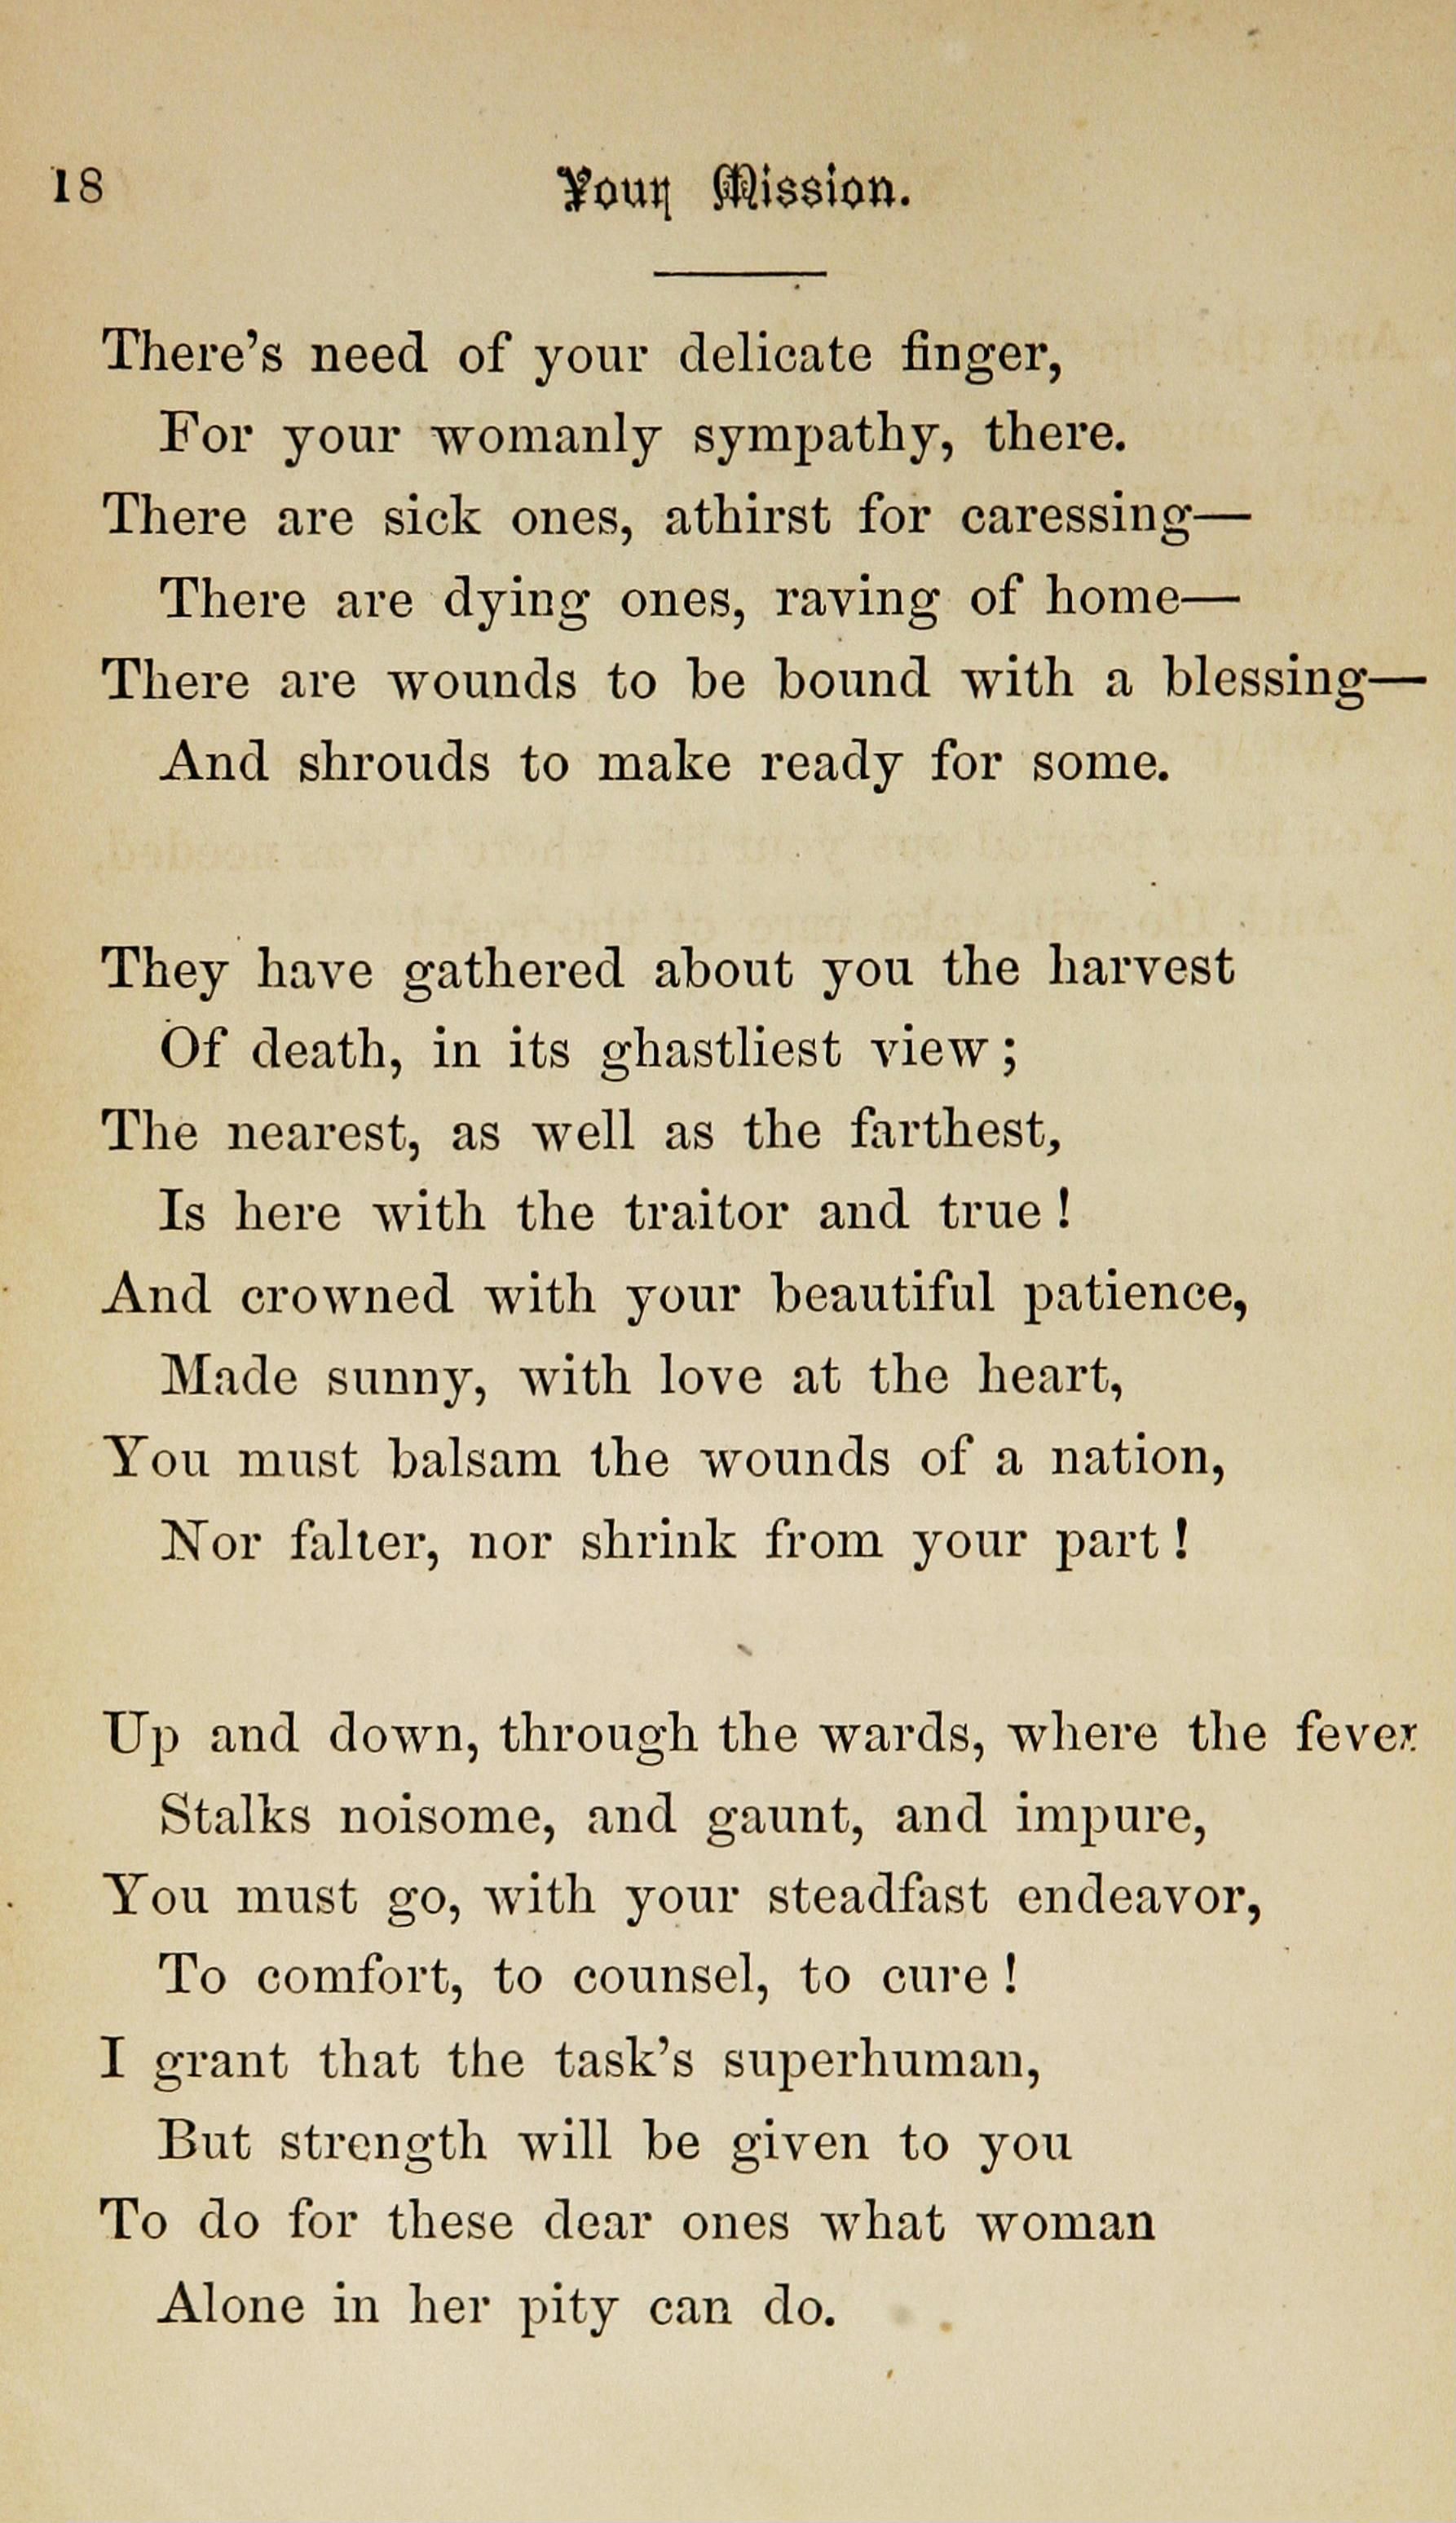 18 Your Mission.
There's need of your delicate finger,
For your womanly sympathy, there.
There are sick ones, athirst for caressing—
There are dying ones, raving of home—
There are wounds to be bound with a blessing—
And shrouds to make ready for some.
They have gathered about you the harvest
Of death, in its ghastliest view;
The nearest, as well as the farthest,
Is here with the traitor and true!
And crowned with your beautiful patience,
Made sunny, with love at the heart,
You must balsam the wounds of a nation,
Nor falter, nor shrink from your part!
Up and down, through the wards, where the fever
Stalks noisome, and gaunt, and impure,
You must go, with your steadfast endeavor,
To comfort, to counsel, to cure!
I grant that the task's superhuman,
But strength will be given to you
To do for these dear ones what woman
Alone in her pity can do.